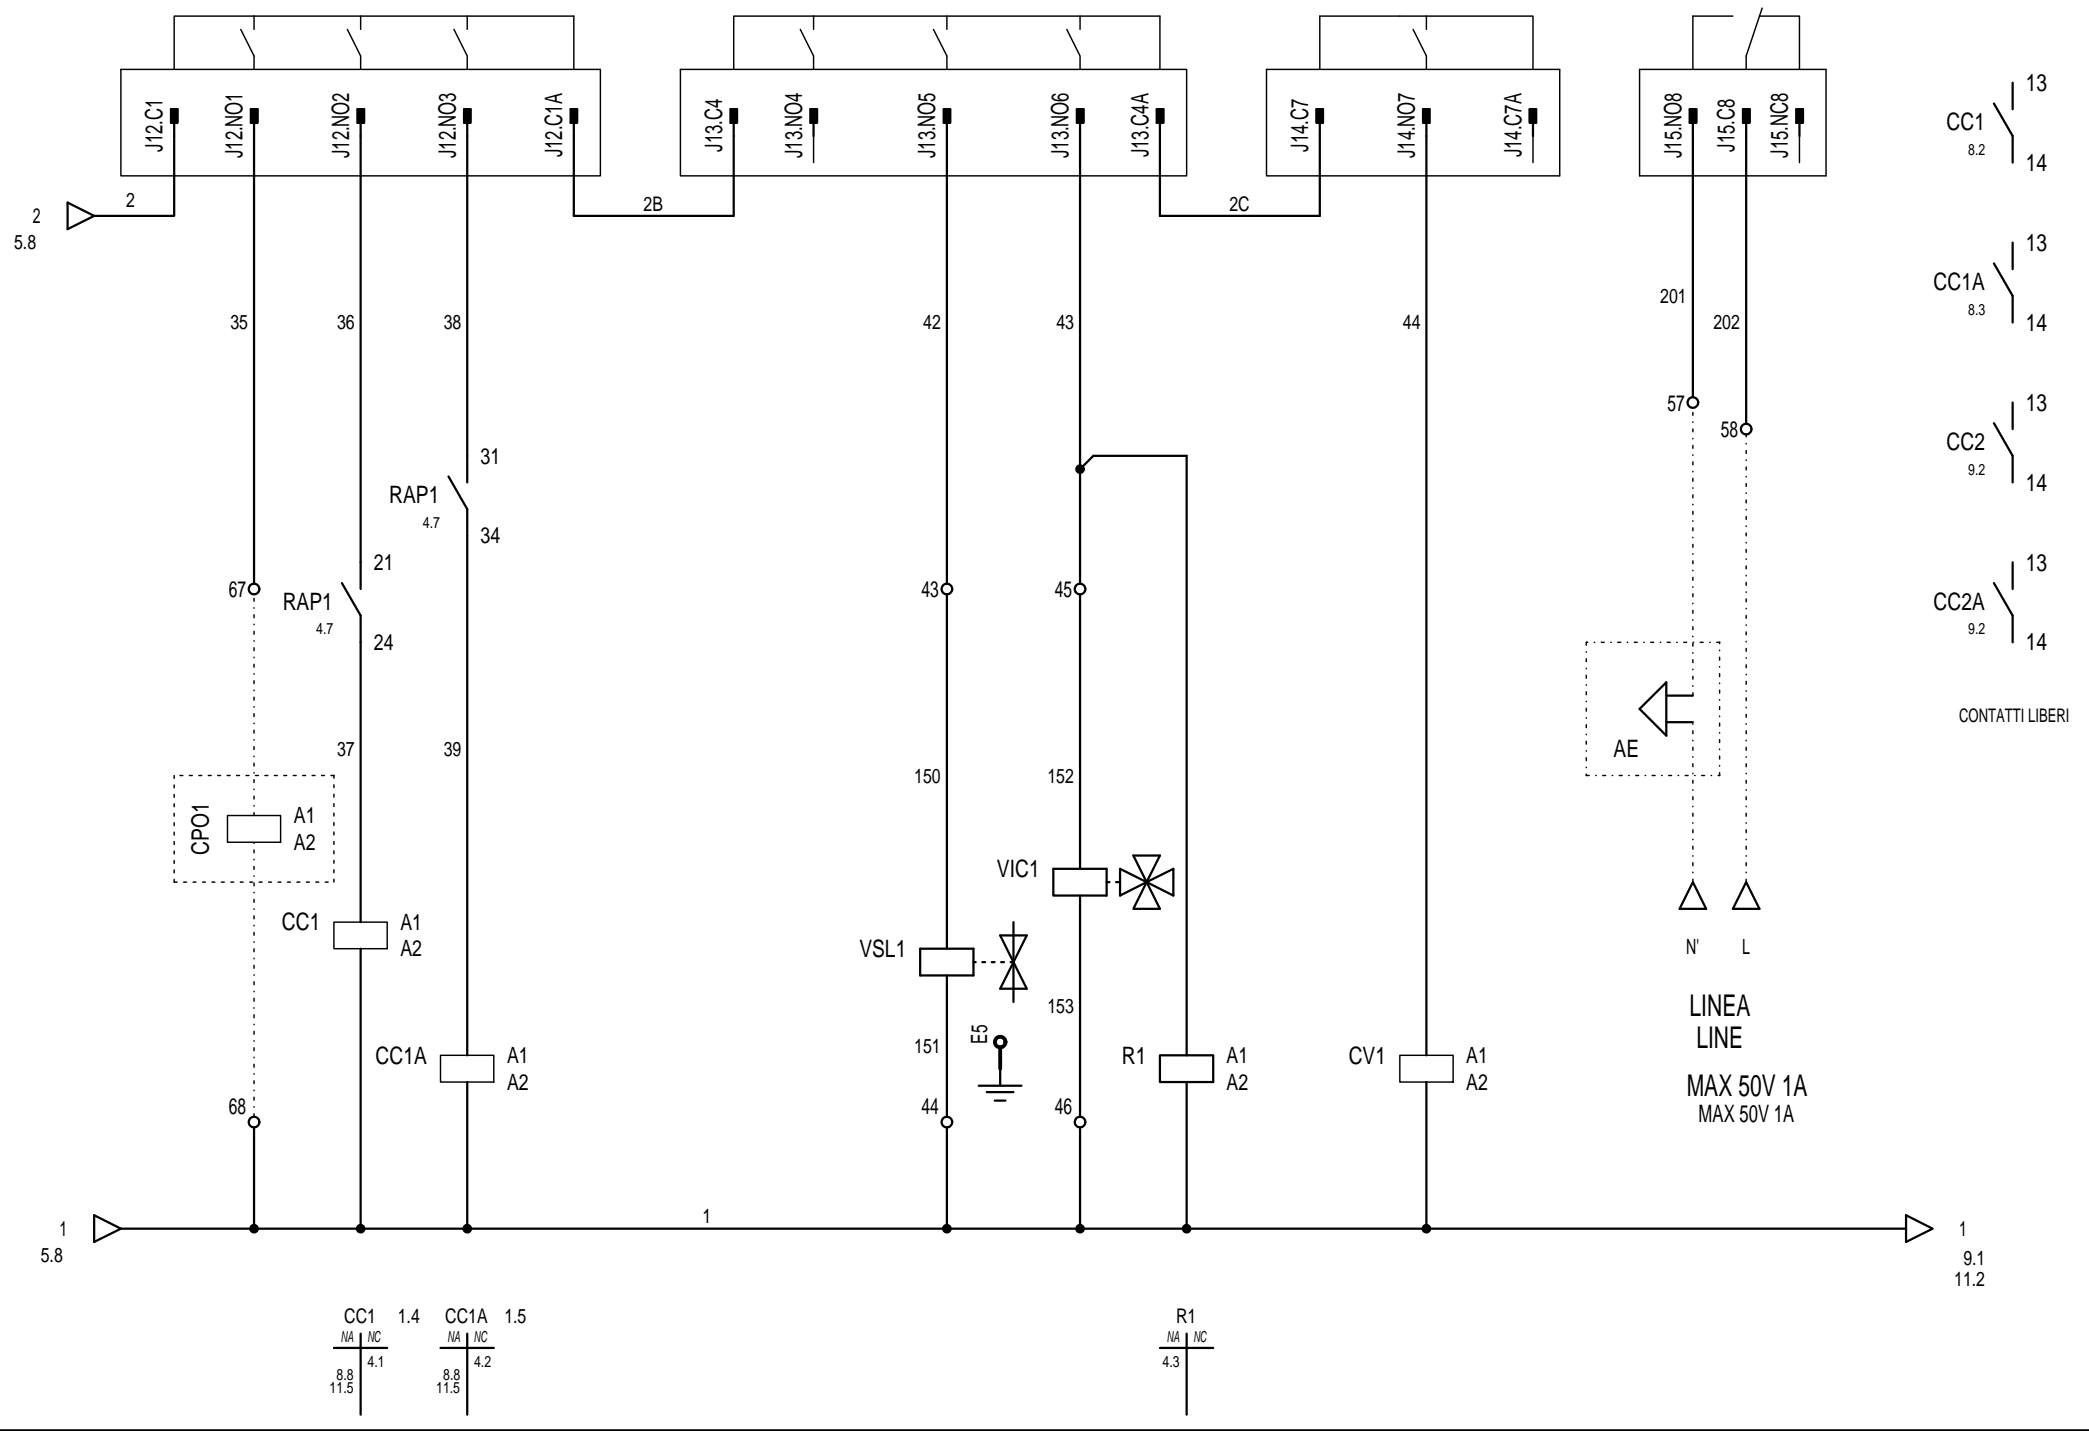 J12.C1
J12.NO1
J12.NO2
J12.NO3
J12.C1A
J13.C4
J13.NO4
J13.NO5
J13.NO6
J13.C4A
J14.C7
J14.NO7
J14.C7A
J15.NO8
J15.C8
J15.NC8
2
5.8
2
2B
2C
35
36
38
42
43
44
201
202
57
58
31
RAP1
4.7
34
67
21
RAP1
4.7
24
43
45
37
39
150
152
AE
CPO1
A1
A2
CC1
A1
A2
CC1A
A1
A2
VIC1
VSL1
153
151
E5
R1
A1
A2
CV1
A1
A2
68
44
46
N'
L
LINEA
LINE
MAX 50V 1A
MAX 50V 1A
CC1
8.2
13
14
CC1A
8.3
13
14
CC2
9.2
13
14
CC2A
9.2
13
14
CONTATTI LIBERI
1
5.8
1
1
9.1
11.2
CC1 1.4
NA NC
4.1
8.8
11.5
CC1A 1.5
NA NC
4.2
8.8
11.5
R1
NA NC
4.3